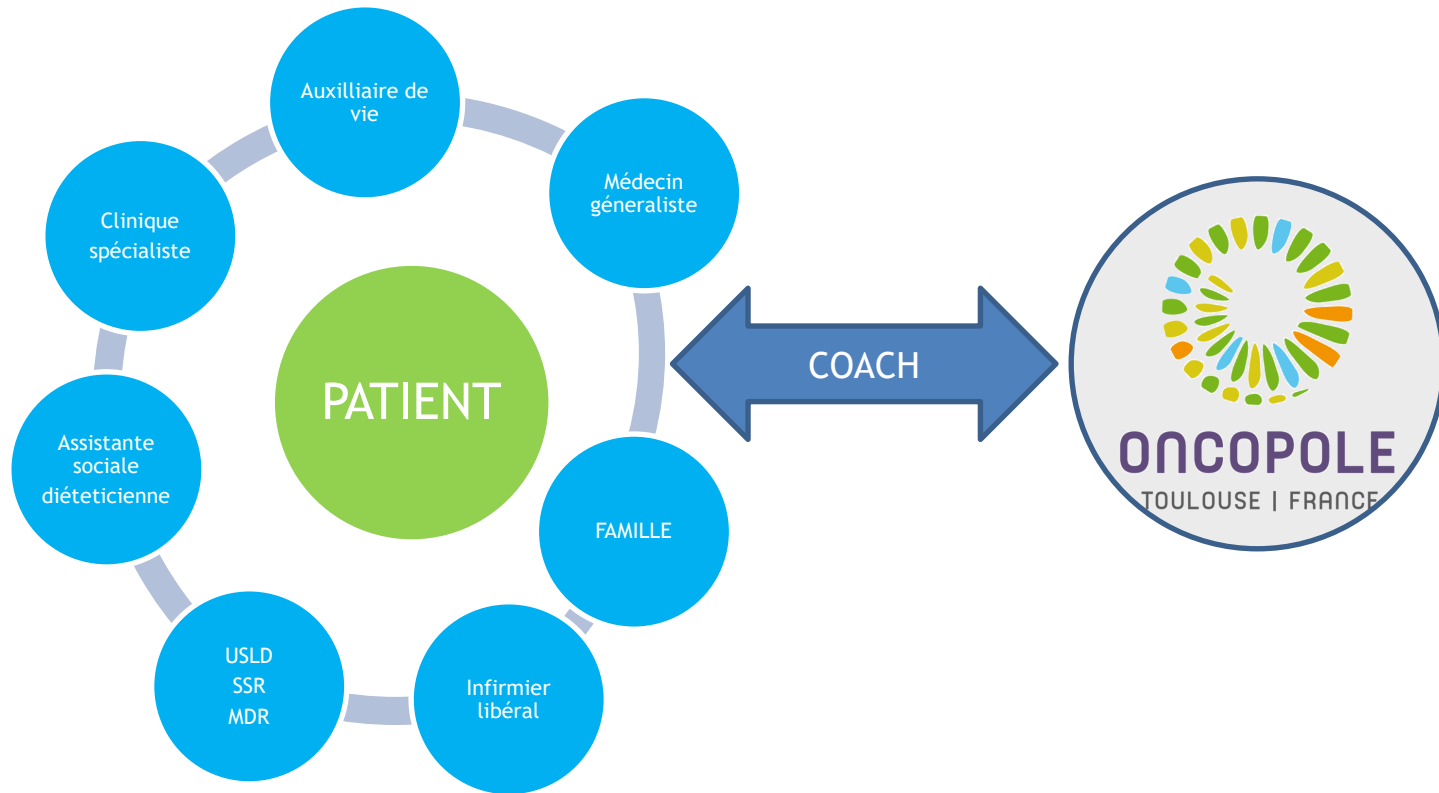 Auxilliaire de
vie
Médecin
géneraliste
Clinique
spécialiste
PATIENT
COACH
ONCOPOLE
TOULOUSE | FRANCE
Assistante
sociale
diéteticienne
FAMILLE
USLD
SSR
MDR
Infirmier
libéral